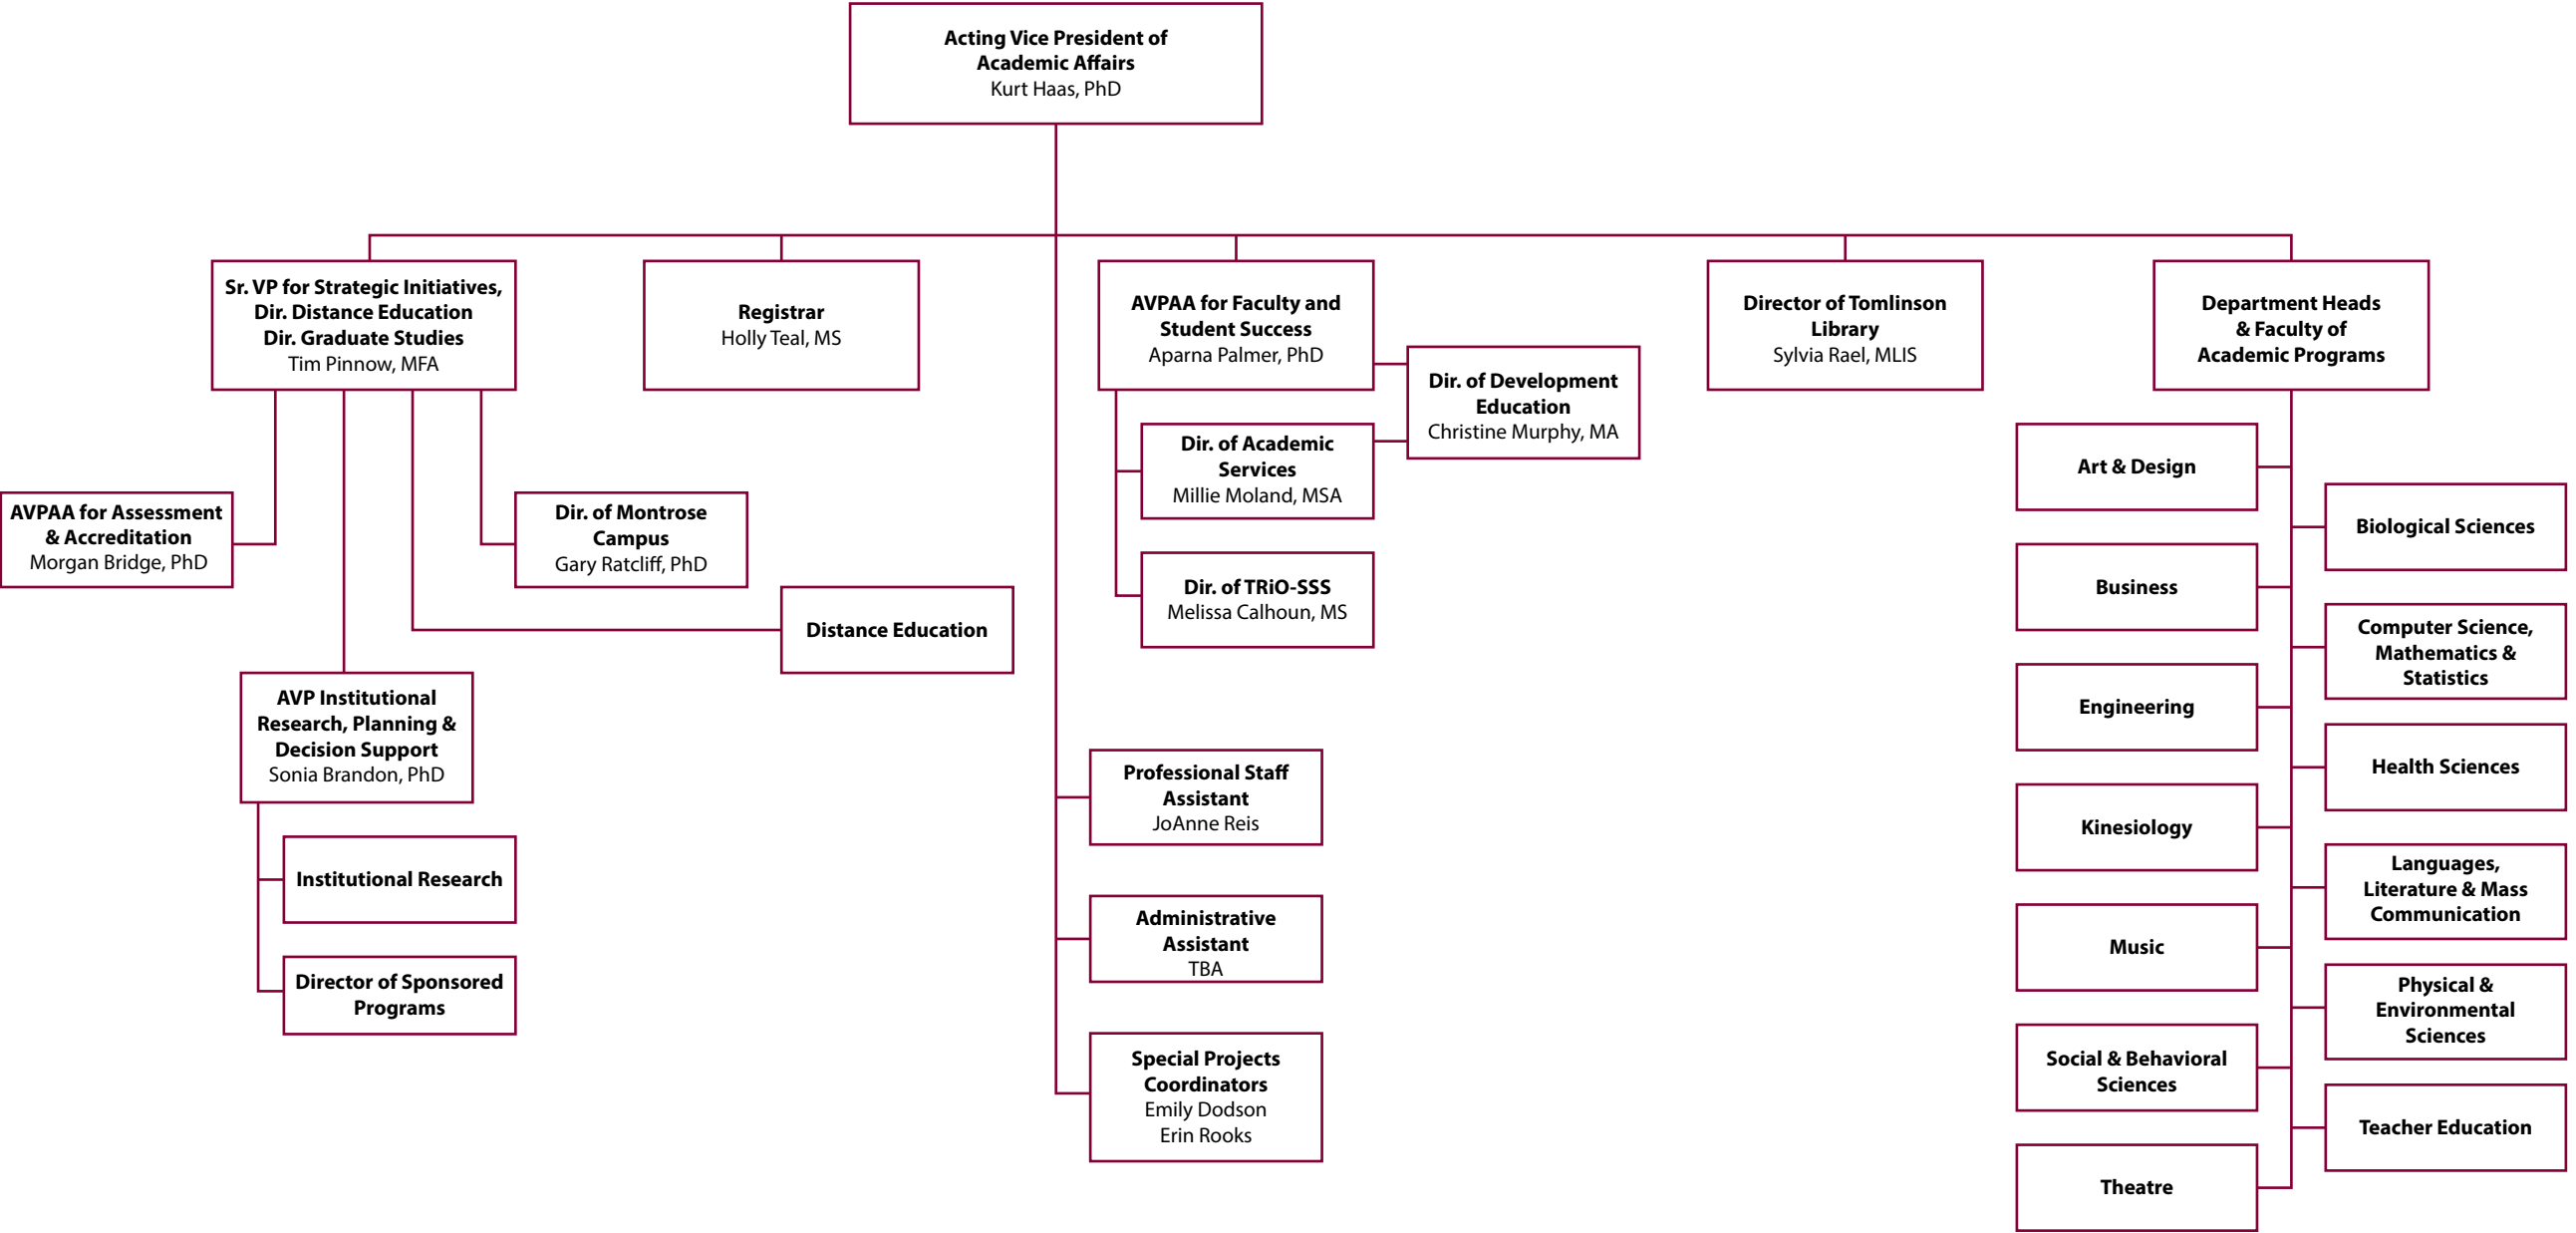 Acting Vice President of
Academic Affairs
Kurt Haas, PhD
Sr. VP for Strategic Initiatives,
Dir. Distance Education
Dir. Graduate Studies
Tim Pinnow, MFA
Registrar
Holly Teal, MS
AVPAA for Faculty and
Student Success
Aparna Palmer, PhD
Director of Tomlinson
Library
Sylvia Rael, MLIS
Department Heads
& Faculty of
Academic Programs
Dir. of Development
Education
Christine Murphy, MA
Dir. of Academic
Services
Millie Moland, MSA
Dir. of TRiO-SSS
Melissa Calhoun, MS
AVPAA for Assessment
& Accreditation
Morgan Bridge, PhD
Dir. of Montrose
Campus
Gary Ratcliff, PhD
Distance Education
AVP Institutional
Research, Planning &
Decision Support
Sonia Brandon, PhD
Institutional Research
Director of Sponsored
Programs
Professional Staff
Assistant
JoAnne Reis
Administrative
Assistant
TBA
Special Projects
Coordinators
Emily Dodson
Erin Rooks
Art & Design
Biological Sciences
Business
Computer Science,
Mathematics &
Statistics
Engineering
Health Sciences
Kinesiology
Languages,
Literature & Mass
Communication
Music
Physical &
Environmental
Sciences
Social & Behavioral
Sciences
Teacher Education
Theatre